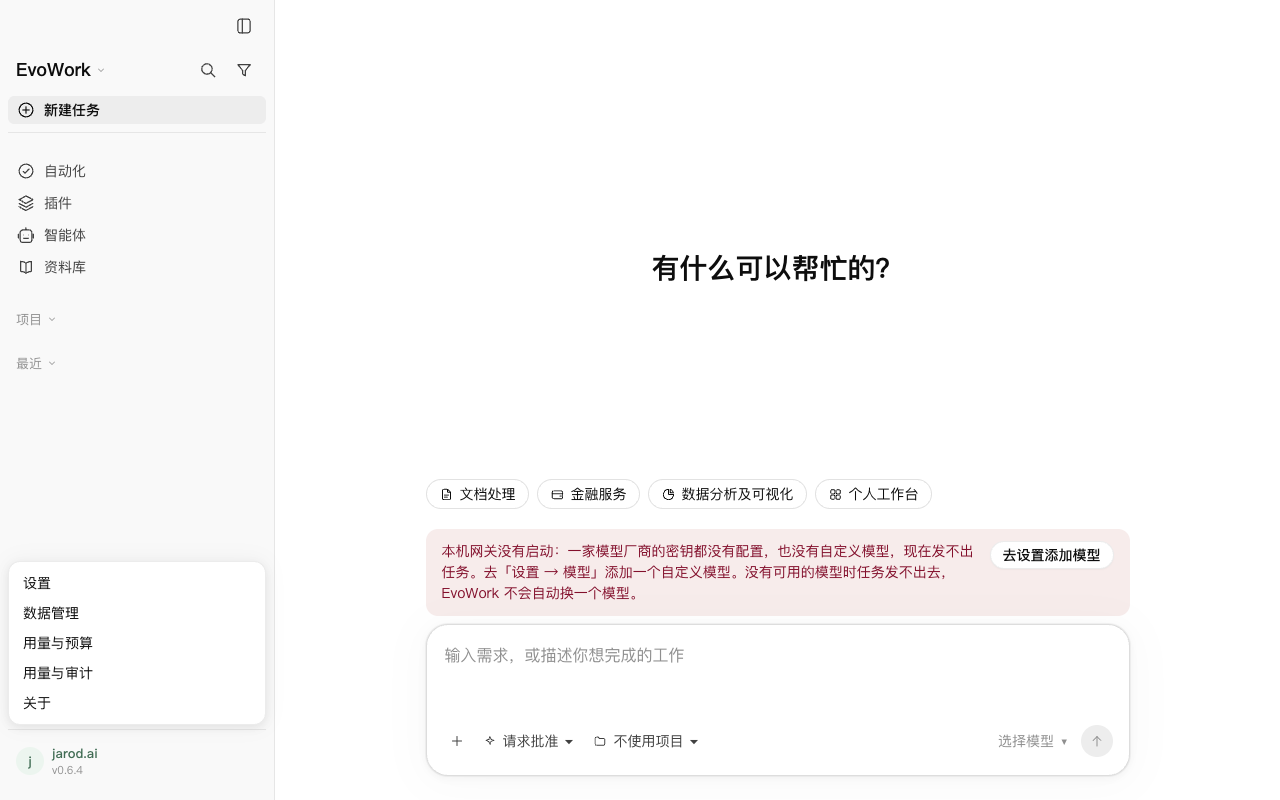 EvoWork
新建任务
自动化
插件
智能体
资料库
项目
最近
设置
数据管理
用量与预算
用量与审计
关于
j
jarod.ai
v0.6.4
有什么可以帮忙的?
文档处理
金融服务
数据分析及可视化
个人工作台
本机网关没有启动：一家模型厂商的密钥都没有配置，也没有自定义模型，现在发不出
任务。去「设置 → 模型」添加一个自定义模型。没有可用的模型时任务发不出去，
EvoWork 不会自动换一个模型。
去设置添加模型
输入需求，或描述你想完成的工作
请求批准
不使用项目
选择模型